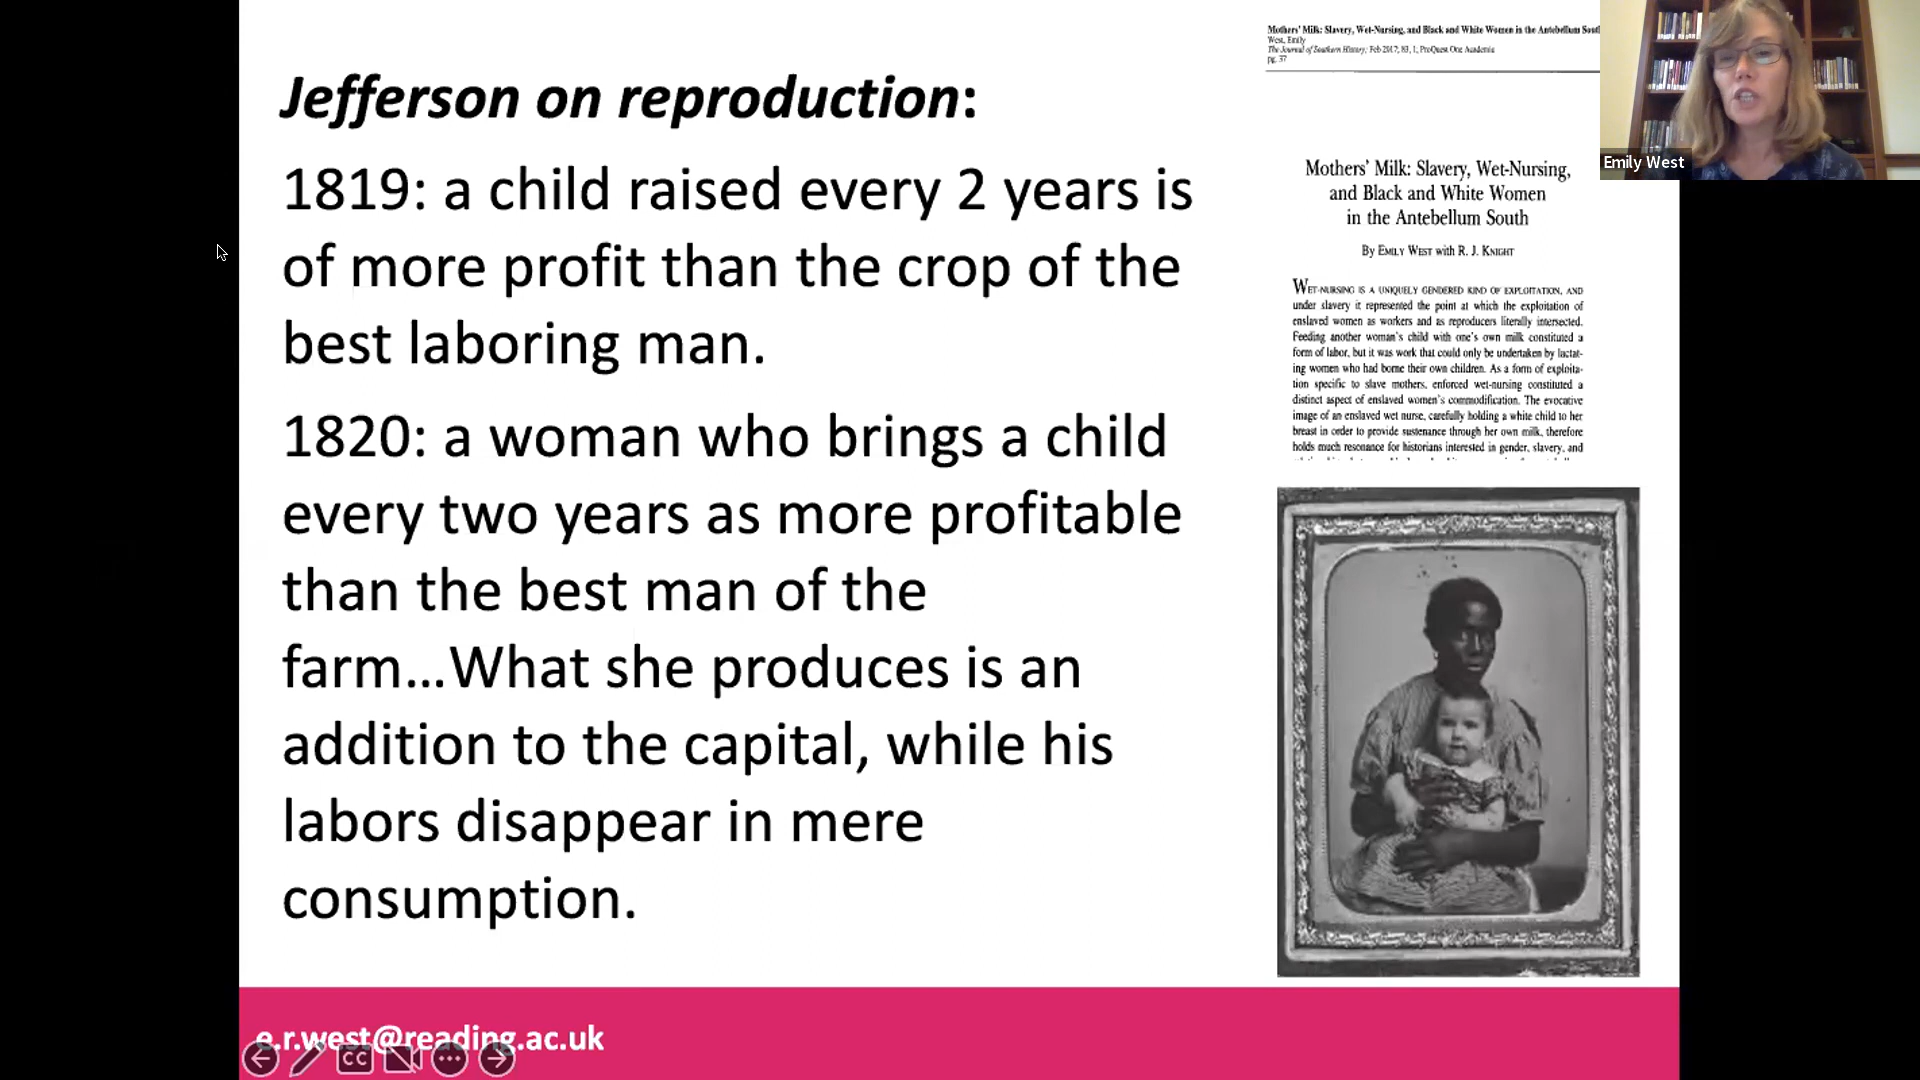 Jefferson on reproduction:
1819: a child raised every 2 years is
of more profit than the crop of the
best laboring man.
1820: a woman who brings a child
every two years as more profitable
than the best man of the
farm...What she produces is an
addition to the capital, while his
labors disappear in mere
consumption.
Mothers' Milk: Slavery, Wet-Nursing, and Black and White Women in the Antebellum
West, Emily
The Journal of Southern History; Feb 2017; 83, 1; ProQuest One Academic
pg. 37
Mothers' Milk: Slavery, Wet-Nursing,
and Black and White Women
in the Antebellum South
By EMILY WEST with R. J. KNIGHT
WET-NURSING IS A UNIQUELY GENDERED KIND OF EXPLOITATION, AND
under slavery it represented the point at which the exploitation of
enslaved women as workers and as reproducers literally intersected.
Feeding another woman's child with one's own milk constituted a
form of labor, but it was work that could only be undertaken by lactat-
ing women who had borne their own children. As a form of exploita-
tion specific to slave mothers, enforced wet-nursing constituted a
distinct aspect of enslaved women's commodification. The evocative
image of an enslaved wet nurse, carefully holding a white child to her
breast in order to provide sustenance through her own milk, therefore
holds much resonance for historians interested in gender, slavery, and
Emily West
e.r.west@reading.ac.uk
CC